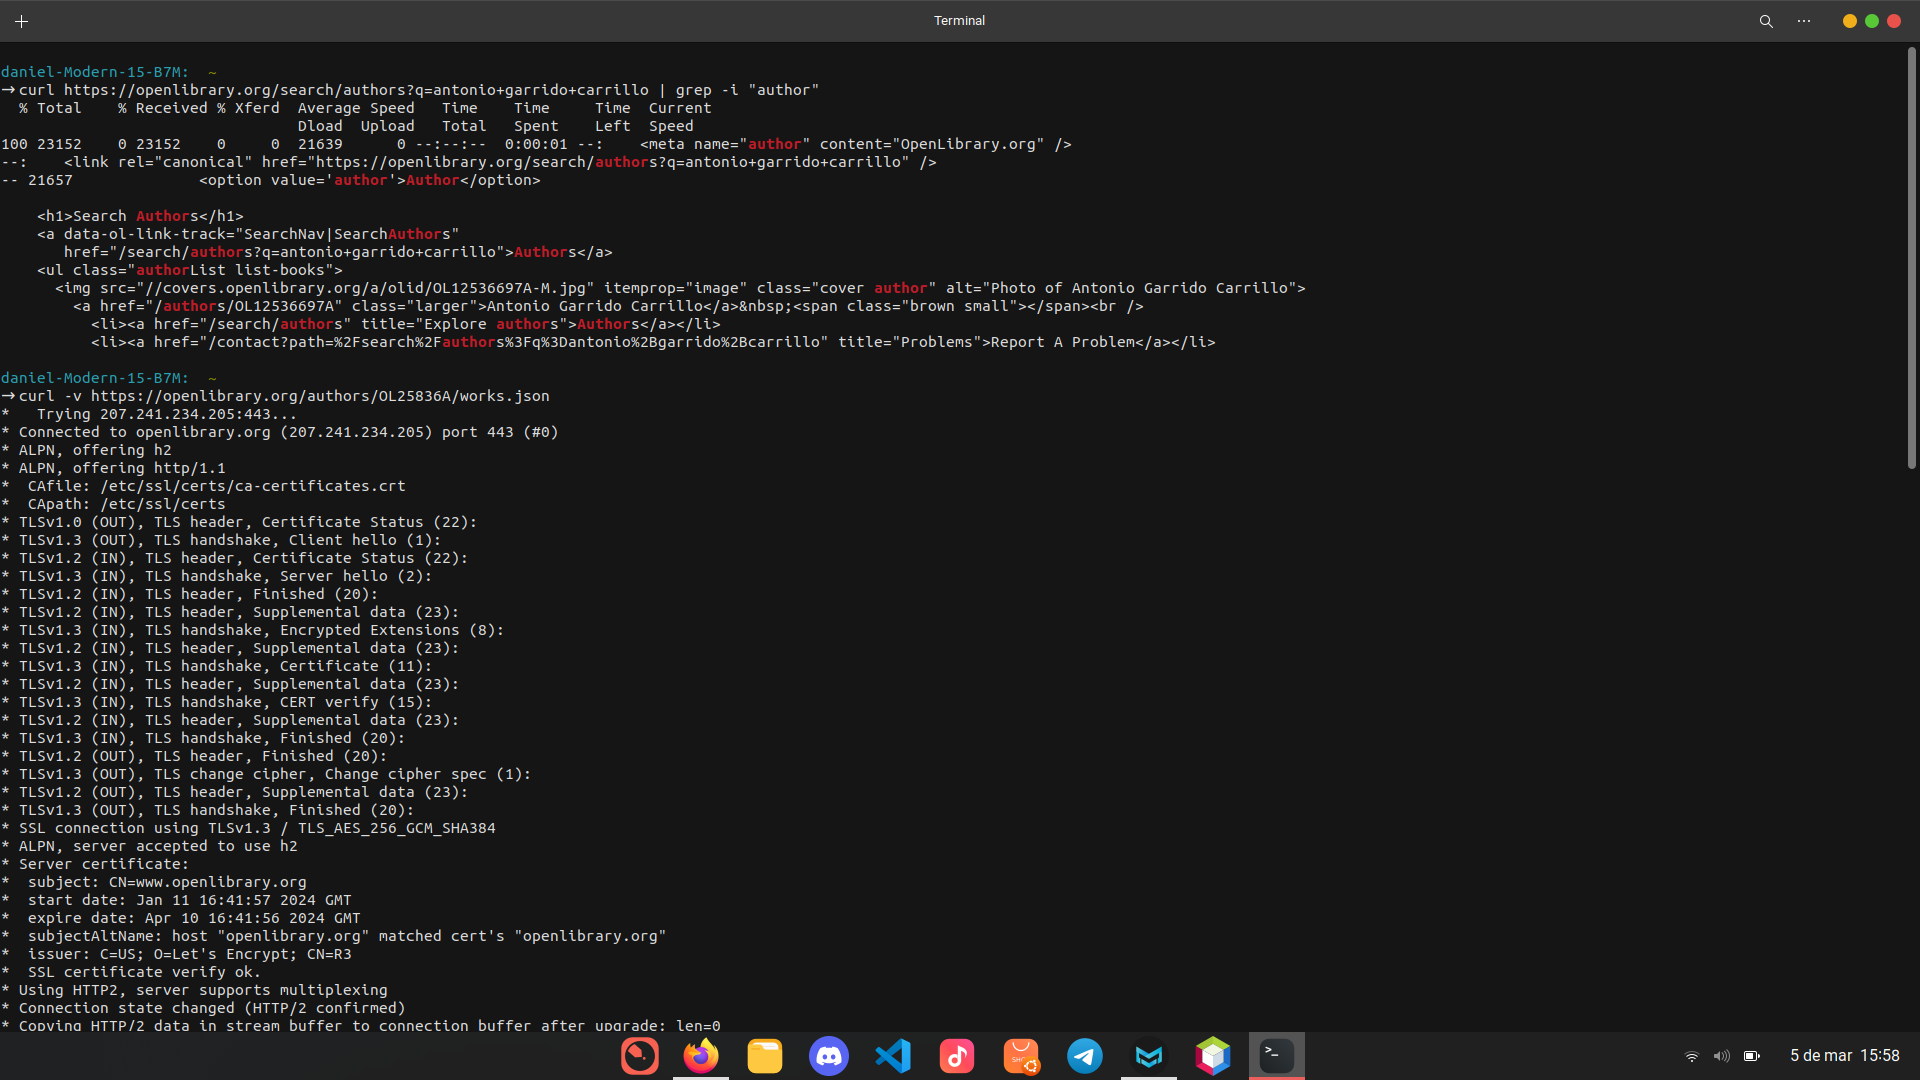 Terminal
daniel-Modern-15-B7M:  ~
→curl https://openlibrary.org/search/authors?q=antonio+garrido+carrillo | grep -i "author"
  % Total    % Received % Xferd  Average Speed   Time    Time     Time  Current
                                 Dload  Upload   Total   Spent    Left  Speed
100 23152    0 23152    0     0  21639      0 --:--:--  0:00:01 --:    <meta name="author" content="OpenLibrary.org" />
--:    <link rel="canonical" href="https://openlibrary.org/search/authors?q=antonio+garrido+carrillo" />
-- 21657              <option value='author'>Author</option>
    <h1>Search Authors</h1>
    <a data-ol-link-track="SearchNav|SearchAuthors"
       href="/search/authors?q=antonio+garrido+carrillo">Authors</a>
    <ul class="authorList list-books">
      <img src="//covers.openlibrary.org/a/olid/OL12536697A-M.jpg" itemprop="image" class="cover author" alt="Photo of Antonio Garrido Carrillo">
        <a href="/authors/OL12536697A" class="larger">Antonio Garrido Carrillo</a>&nbsp;<span class="brown small"></span><br />
          <li><a href="/search/authors" title="Explore authors">Authors</a></li>
          <li><a href="/contact?path=%2Fsearch%2Fauthors%3Fq%3Dantonio%2Bgarrido%2Bcarrillo" title="Problems">Report A Problem</a></li>
daniel-Modern-15-B7M:  ~
→curl -v https://openlibrary.org/authors/OL25836A/works.json
*   Trying 207.241.234.205:443...
* Connected to openlibrary.org (207.241.234.205) port 443 (#0)
* ALPN, offering h2
* ALPN, offering http/1.1
*  CAfile: /etc/ssl/certs/ca-certificates.crt
*  CApath: /etc/ssl/certs
* TLSv1.0 (OUT), TLS header, Certificate Status (22):
* TLSv1.3 (OUT), TLS handshake, Client hello (1):
* TLSv1.2 (IN), TLS header, Certificate Status (22):
* TLSv1.3 (IN), TLS handshake, Server hello (2):
* TLSv1.2 (IN), TLS header, Finished (20):
* TLSv1.2 (IN), TLS header, Supplemental data (23):
* TLSv1.3 (IN), TLS handshake, Encrypted Extensions (8):
* TLSv1.2 (IN), TLS header, Supplemental data (23):
* TLSv1.3 (IN), TLS handshake, Certificate (11):
* TLSv1.2 (IN), TLS header, Supplemental data (23):
* TLSv1.3 (IN), TLS handshake, CERT verify (15):
* TLSv1.2 (IN), TLS header, Supplemental data (23):
* TLSv1.3 (IN), TLS handshake, Finished (20):
* TLSv1.2 (OUT), TLS header, Finished (20):
* TLSv1.3 (OUT), TLS change cipher, Change cipher spec (1):
* TLSv1.2 (OUT), TLS header, Supplemental data (23):
* TLSv1.3 (OUT), TLS handshake, Finished (20):
* SSL connection using TLSv1.3 / TLS_AES_256_GCM_SHA384
* ALPN, server accepted to use h2
* Server certificate:
*  subject: CN=www.openlibrary.org
*  start date: Jan 11 16:41:57 2024 GMT
*  expire date: Apr 10 16:41:56 2024 GMT
*  subjectAltName: host "openlibrary.org" matched cert's "openlibrary.org"
*  issuer: C=US; O=Let's Encrypt; CN=R3
*  SSL certificate verify ok.
* Using HTTP2, server supports multiplexing
* Connection state changed (HTTP/2 confirmed)
* Copying HTTP/2 data in stream buffer to connection buffer after upgrade: len=0
5 de mar 15:58